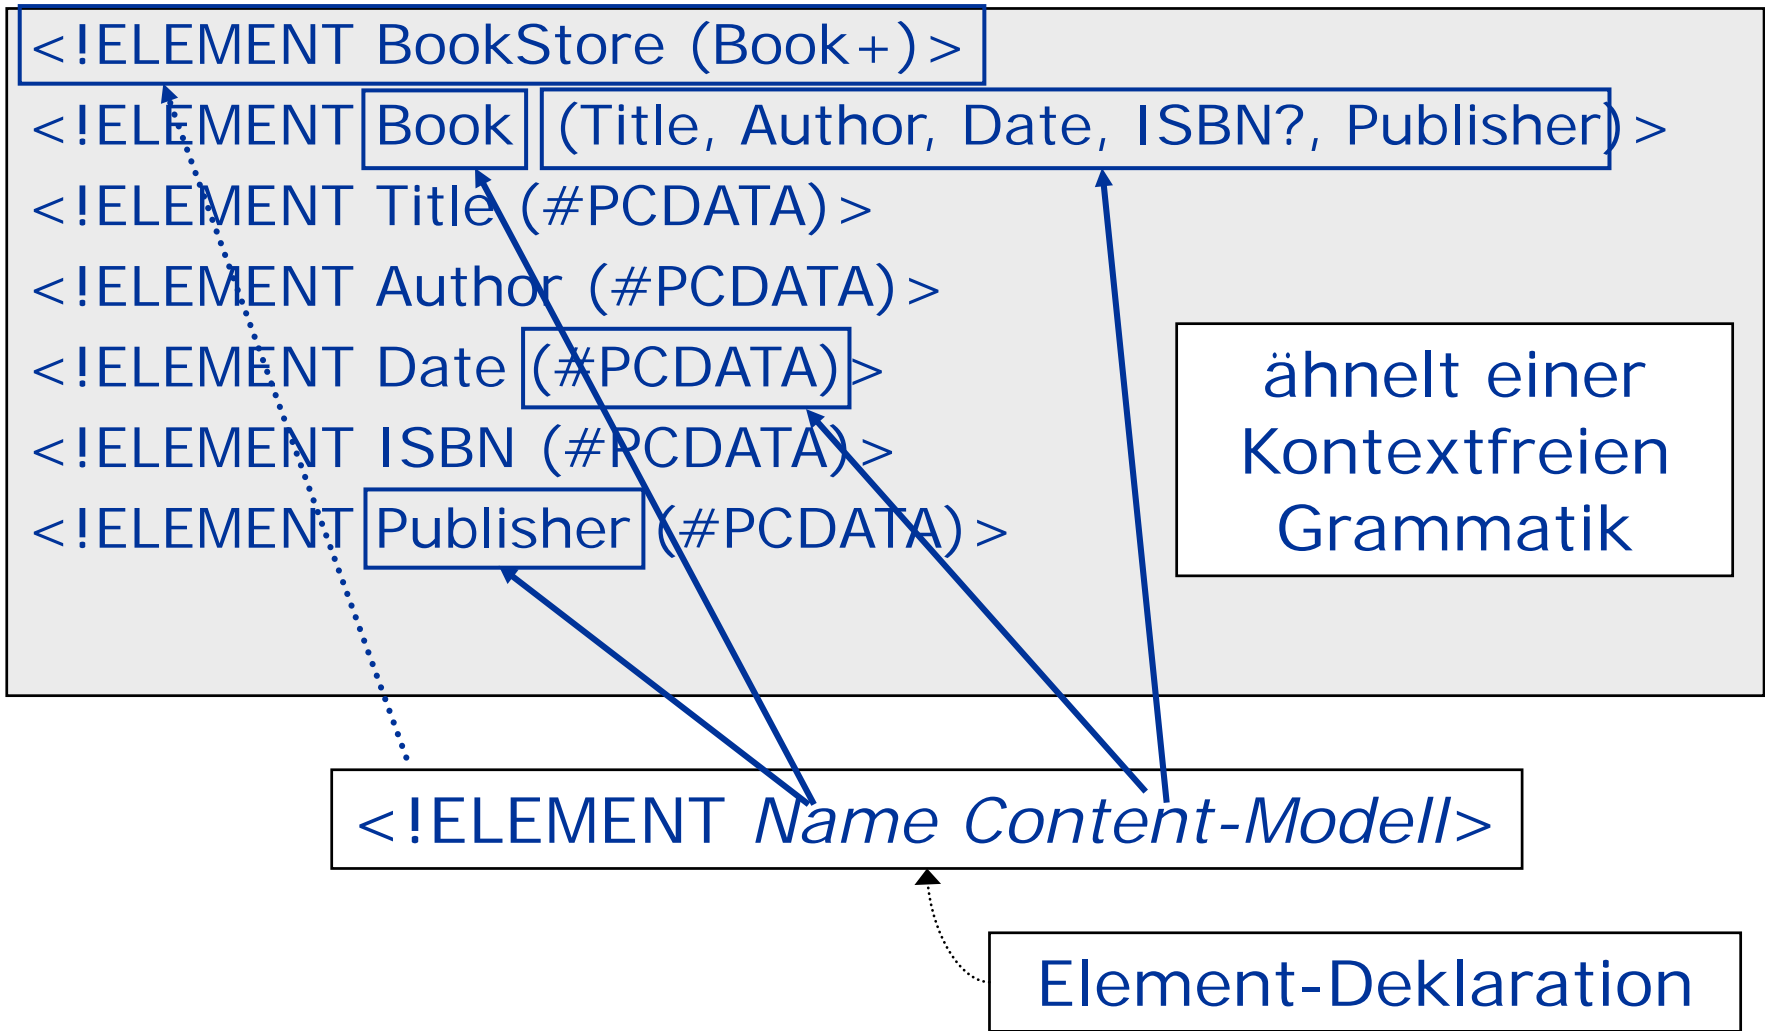 <!ELEMENT BookStore (Book+)>
<!ELEMENT Book (Title, Author, Date, ISBN?, Publisher)>
<!ELEMENT Title (#PCDATA)>
<!ELEMENT Author (#PCDATA)>
<!ELEMENT Date (#PCDATA)>
<!ELEMENT ISBN (#PCDATA)>
<!ELEMENT Publisher (#PCDATA)>
ähnelt einer
Kontextfreien
Grammatik
<!ELEMENT Name Content-Modell>
Element-Deklaration